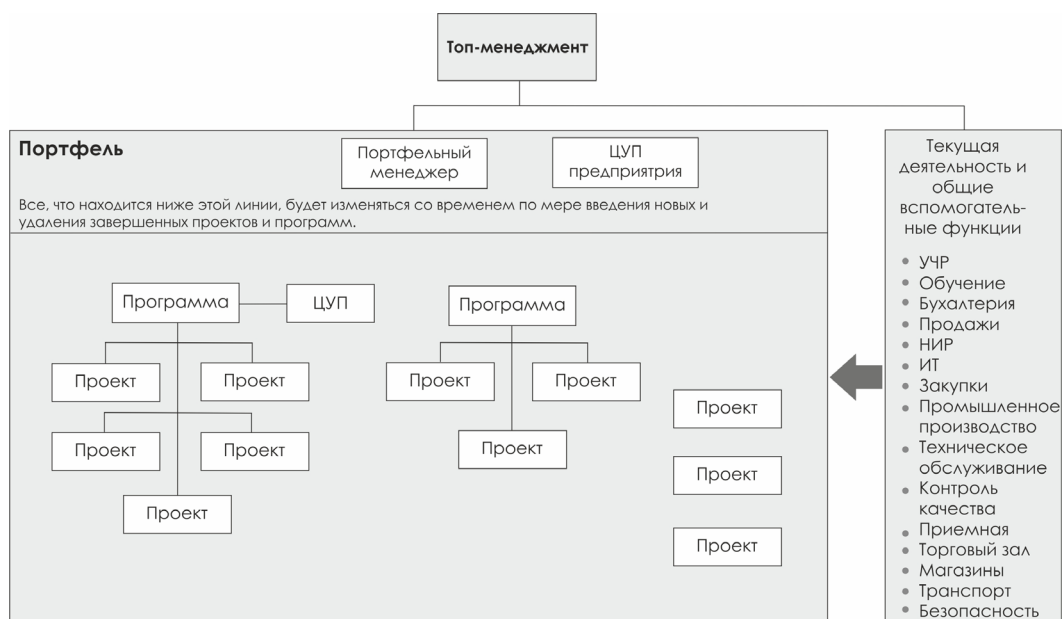 Топ-менеджмент
Портфель
Портфельный
менеджер
ЦУП
предприятрия
Все, что находится ниже этой линии, будет изменяться со временем по мере введения новых и
удаления завершенных проектов и программ.
Программа
ЦУП
Программа
Проект
Проект
Проект
Проект
Проект
Проект
Проект
Проект
Проект
Проект
Проект
Текущая
деятельность и
общие
вспомогатель-
ные функции
• УЧР
• Обучение
• Бухалтерия
• Продажи
• НИР
• ИТ
• Закупки
• Промышленное
производство
• Техническое
обслуживание
• Контроль
качества
• Приемная
• Торговый зал
• Магазины
• Транспорт
• Безопасность